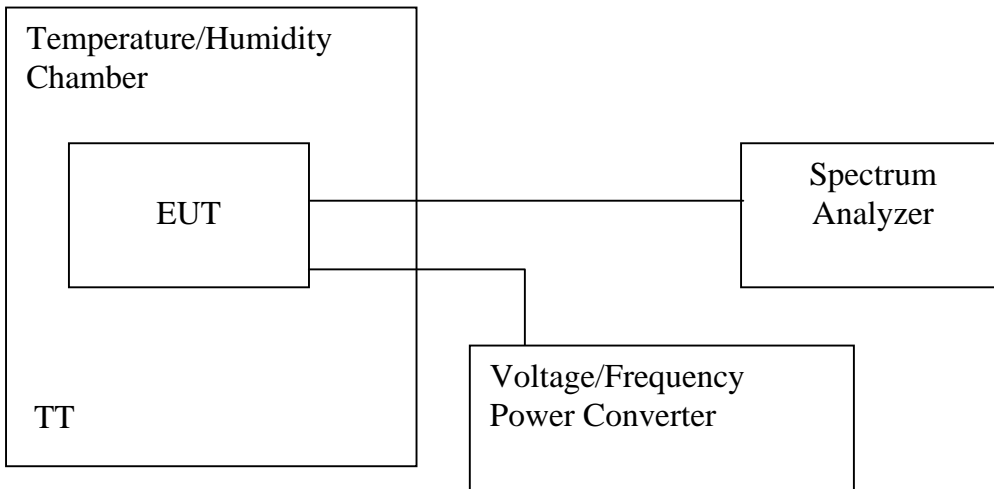 Temperature/Humidity
Chamber
EUT
Spectrum
Analyzer
Voltage/Frequency
Power Converter
TT